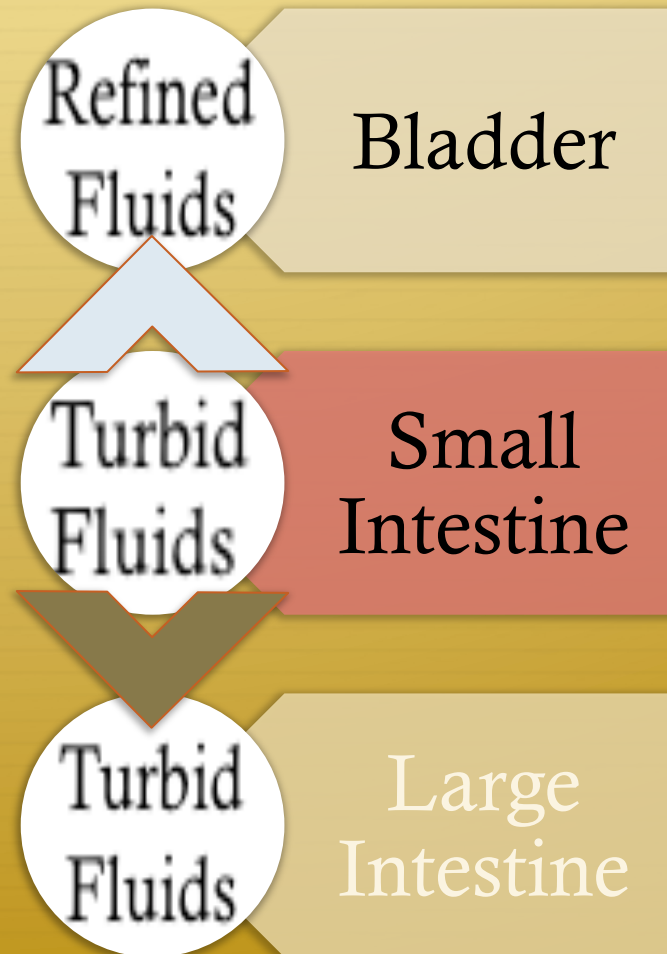 Refined
Fluids
Bladder
Turbid
Fluids
Small
Intestine
Turbid
Fluids
Large
Intestine